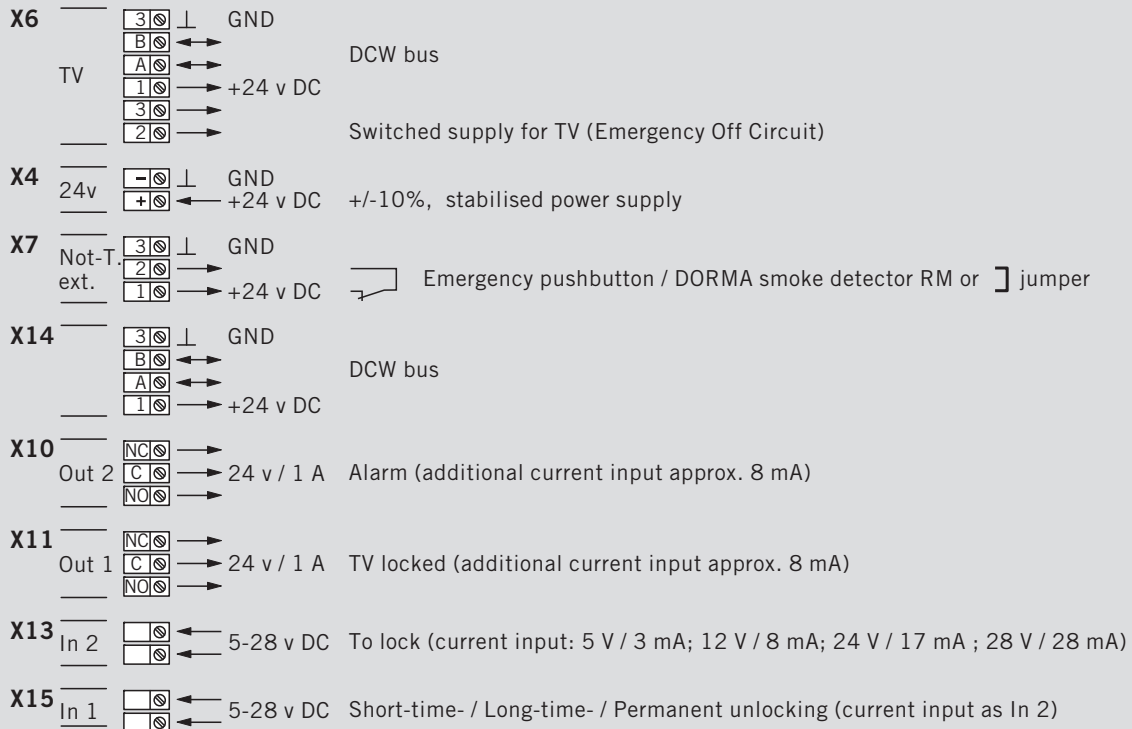 X6
TV
3 GND
B
A
DCW bus
1 +24 v DC
3
2 Switched supply for TV (Emergency Off Circuit)
X4
24v
- GND
+ +24 v DC +/-10%, stabilised power supply
X7
Not-T. ext.
3 GND
2
1 +24 v DC
Emergency pushbutton / DORMA smoke detector RM or jumper
X14
3 GND
B
A
DCW bus
1 +24 v DC
X10
NC
Out 2 C 24 v / 1 A Alarm (additional current input approx. 8 mA)
NO
X11
NC
Out 1 C 24 v / 1 A TV locked (additional current input approx. 8 mA)
NO
X13
In 2 5-28 v DC To lock (current input: 5 V / 3 mA; 12 V / 8 mA; 24 V / 17 mA ; 28 V / 28 mA)
X15
In 1 5-28 v DC Short-time- / Long-time- / Permanent unlocking (current input as In 2)